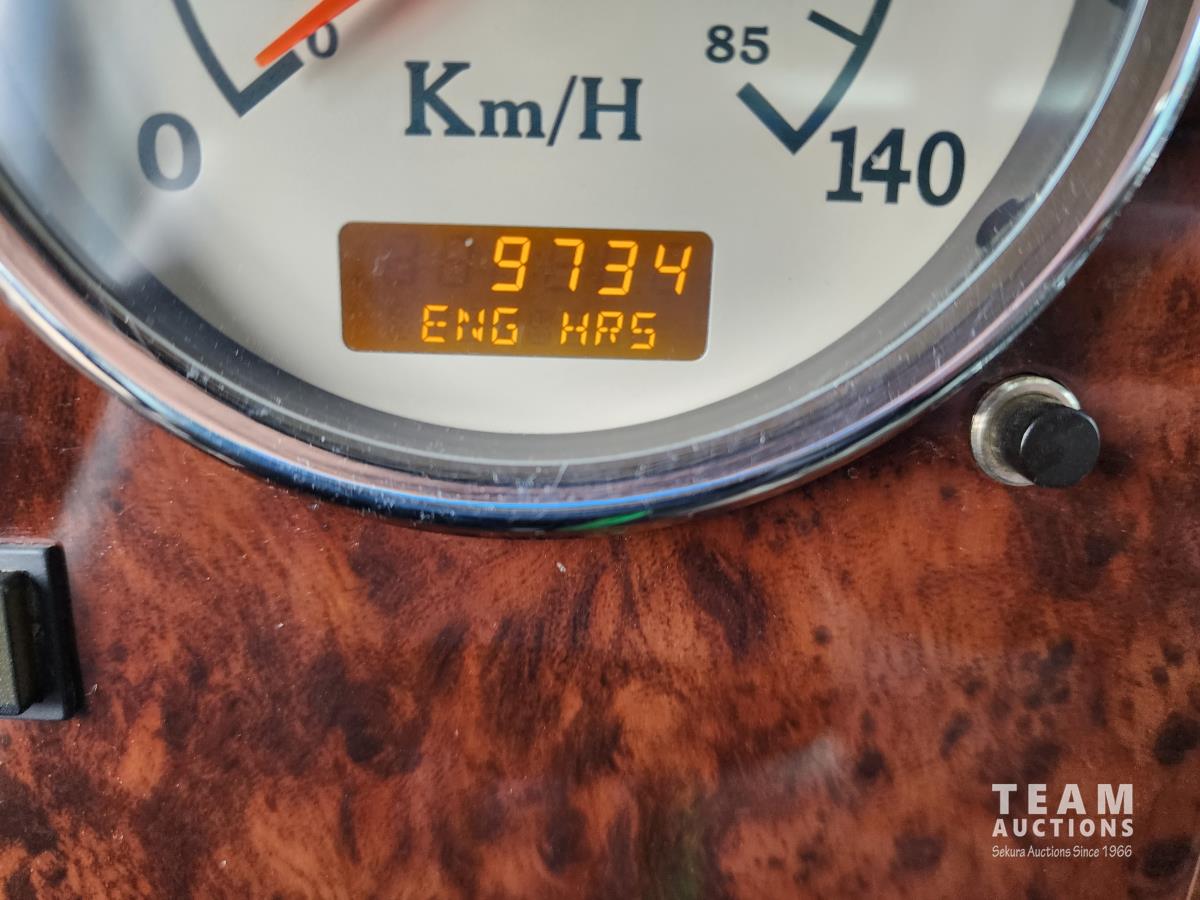 0
85
Km/H
0
140
9734
ENG HRS
TEAM
AUCTIONS
Sekura Auctions Since 1966